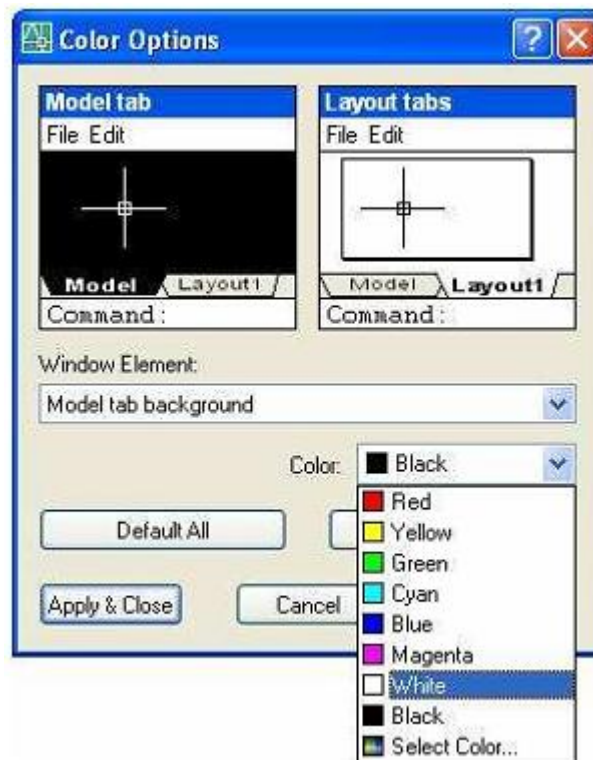 Color Options
Model tab
File Edit
Model
Layout1
Command:
Layout tabs
File Edit
Model
Layout1
Command:
Window Element:
Model tab background
Color:
Black
Red
Yellow
Green
Cyan
Blue
Magenta
White
Black
Select Color...
Default All
Apply & Close
Cancel